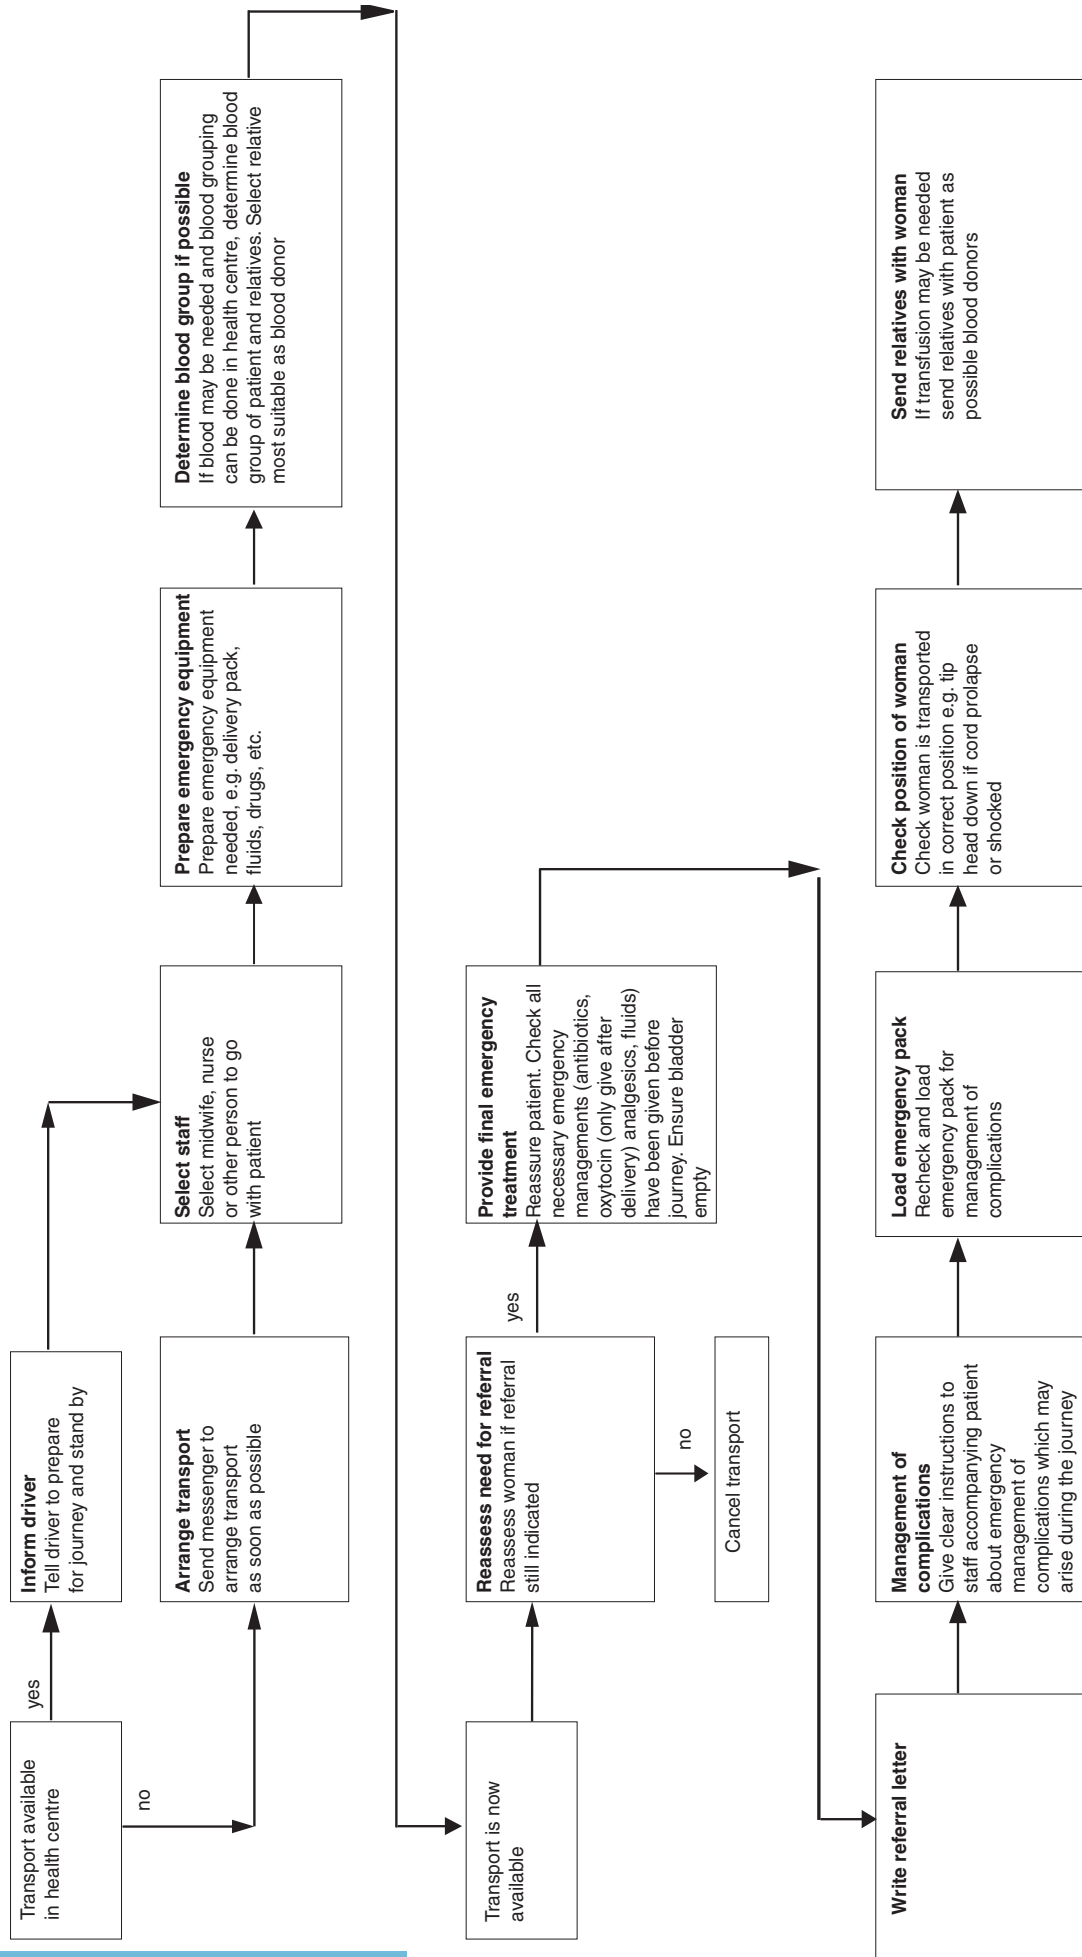 Transport available
in health centre
yes
no
Inform driver
Tell driver to prepare
for journey and stand by
Arrange transport
Send messenger to
arrange transport
as soon as possible
Select staff
Select midwife, nurse
or other person to go
with patient
Prepare emergency equipment
Prepare emergency equipment
needed, e.g. delivery pack,
fluids, drugs, etc.
Determine blood group if possible
If blood may be needed and blood grouping
can be done in health centre, determine blood
group of patient and relatives. Select relative
most suitable as blood donor
Transport is now
available
Reassess need for referral
Reassess woman if referral
still indicated
yes
no
Cancel transport
Provide final emergency
treatment
Reassure patient. Check all
necessary emergency
managements (antibiotics,
oxytocin (only give after
delivery) analgesics, fluids)
have been given before
journey. Ensure bladder
empty
Write referral letter
Management of
complications
Give clear instructions to
staff accompanying patient
about emergency
management of
complications which may
arise during the journey
Load emergency pack
Recheck and load
emergency pack for
management of
complications
Check position of woman
Check woman is transported
in correct position e.g. tip
head down if cord prolapse
or shocked
Send relatives with woman
If transfusion may be needed
send relatives with patient as
possible blood donors